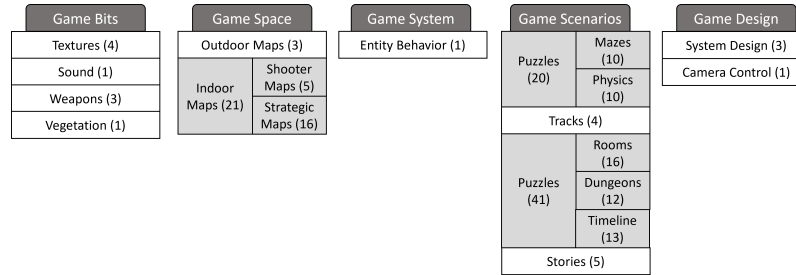 Game Bits
Textures (4)
Sound (1)
Weapons (3)
Vegetation (1)
Game Space
Outdoor Maps (3)
Indoor
Maps (21)
Shooter
Maps (5)
Strategic
Maps (16)
Game System
Entity Behavior (1)
Game Scenarios
Puzzles
(20)
Mazes
(10)
Physics
(10)
Tracks (4)
Puzzles
(41)
Rooms
(16)
Dungeons
(12)
Timeline
(13)
Stories (5)
Game Design
System Design (3)
Camera Control (1)